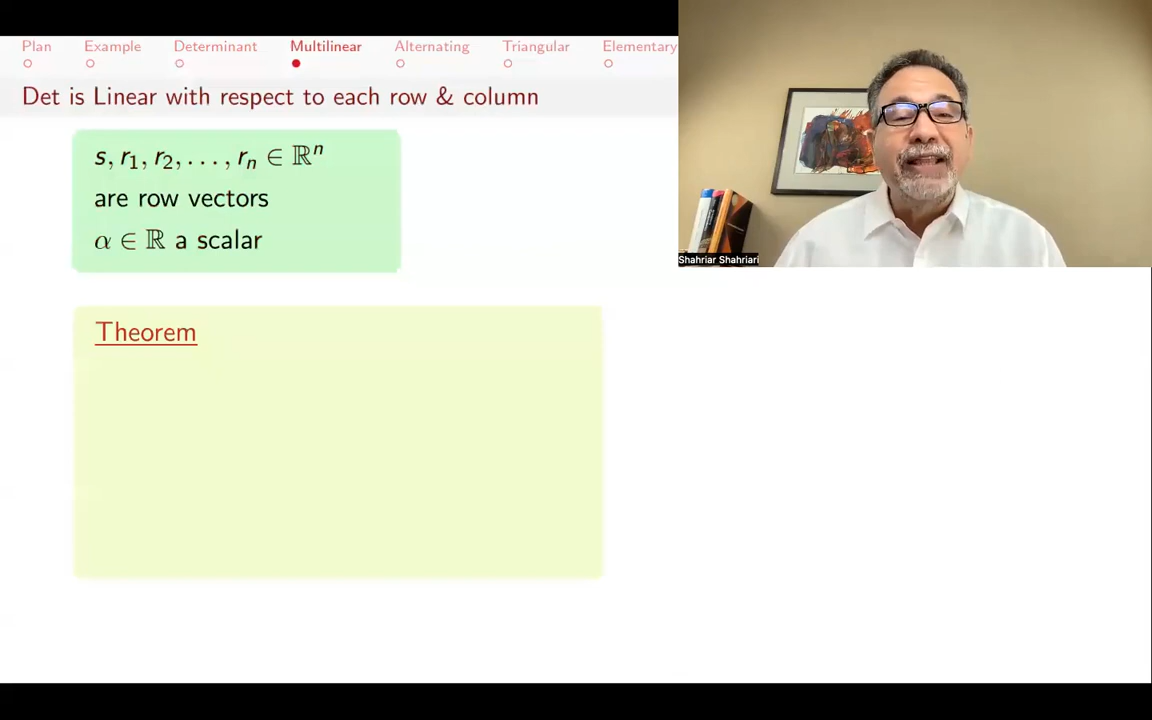 Plan Example Determinant Multilinear Alternating Triangular Elementary
Det is Linear with respect to each row & column
s, r₁, r₂, . . . , rₙ ∈ ℝⁿ
are row vectors
α ∈ ℝ a scalar
Theorem
Shahriar Shahriari